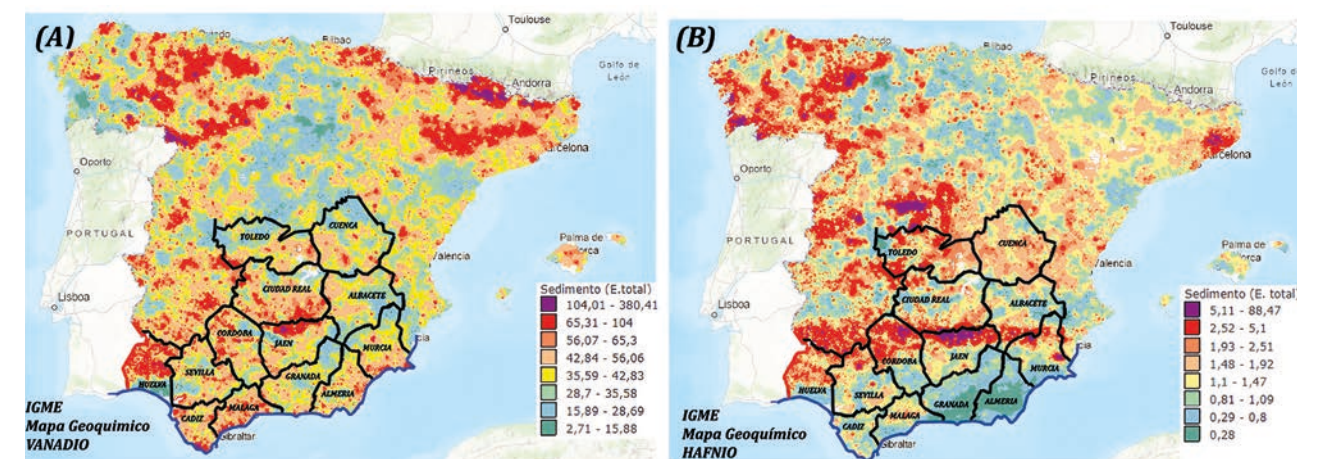 (A)
Oviedo
Bilbao
Toulouse
Pirineos
Andorra
Golfo de
León
Oporto
PORTUGAL
Lisboa
TOLEDO
CUENCA
Valencia
Palma de
CIUDAD REAL
ALBACETE
CORDOBA
JAEN
MURCIA
SEVILLA
HUELVA
GRANADA
ALMERIA
CADIZ
MALAGA
Gibraltar
Sedimento (E.total)
104,01 - 380,41
65,31 - 104
56,07 - 65,3
42,84 - 56,06
35,59 - 42,83
28,7 - 35,58
15,89 - 28,69
2,71 - 15,88
IGME
Mapa Geoquimico
VANADIO
(B)
Oviedo
Bilbao
Toulouse
Pirineos
Andorra
Golfo de
León
Oporto
PORTUGAL
Lisboa
TOLEDO
CUENCA
Valencia
Palma de
CIUDAD REAL
ALBACETE
CORDOBA
JAEN
MURCIA
HUELVA
SEVILLA
GRANADA
ALMERIA
CADIZ
MALAGA
Gibraltar
Sedimento (E. total)
5,11 - 88,47
2,52 - 5,1
1,93 - 2,51
1,48 - 1,92
1,1 - 1,47
0,81 - 1,09
0,29 - 0,8
0,28
IGME
Mapa Geoquímico
HAFNIO